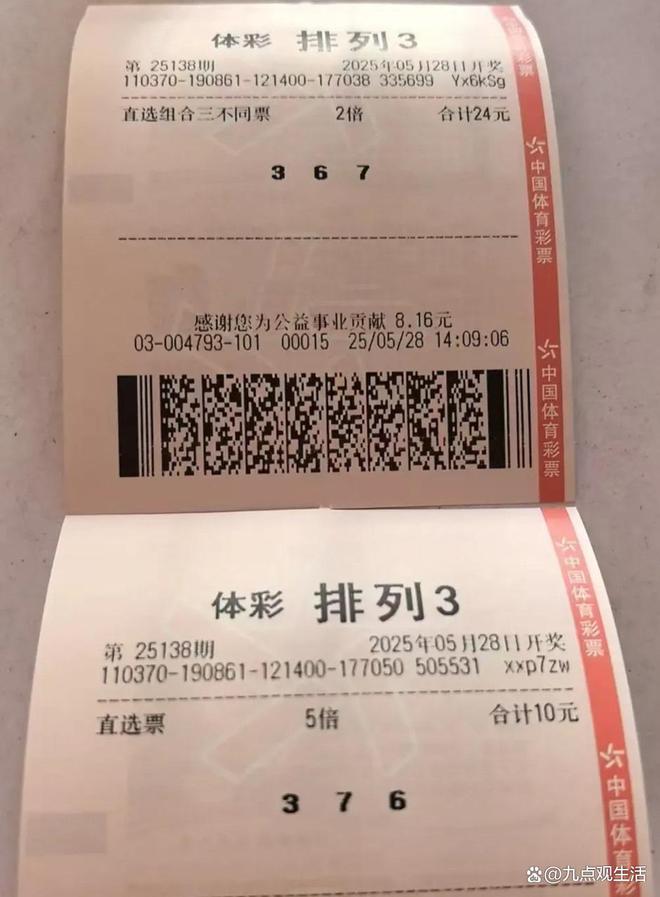 体彩 排列3
第 25138期 2025年05月28日开奖
110370-190861-121400-177038 335699 Yx6kSg
直选组合三不同票 2倍 合计24元
3 6 7
感谢您为公益事业贡献 8.16元
03-004793-101 00015 25/05/28 14:09:06
中国体育彩票
中国体育彩票
体彩 排列3
第 25138期 2025年05月28日开奖
110370-190861-121400-177050 505531 xxp7zw
直选票 5倍 合计10元
3 7 6
中国体育彩票
中国体育彩
@九点观生活